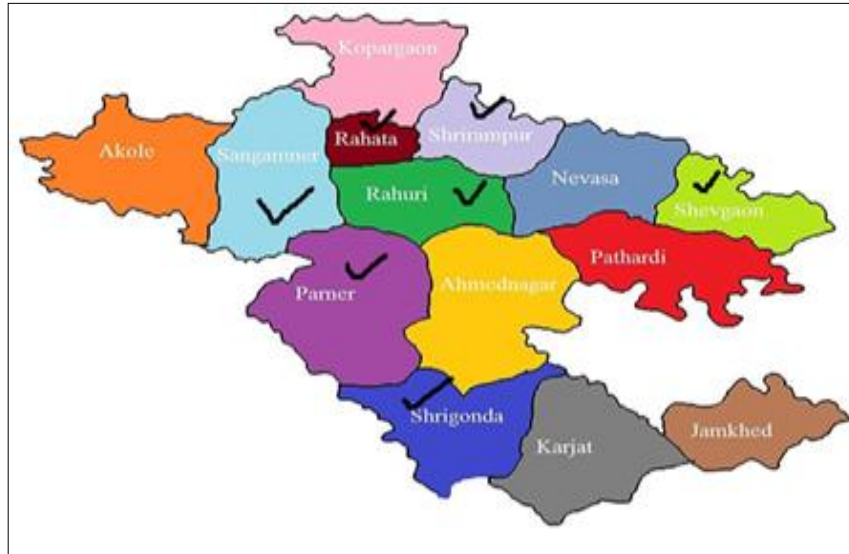 Kopargaon
Akole
Sangamner
Rahata
Shrirampur
Rahuri
Nevasa
Shevgaon
Parner
Ahmednagar
Pathardi
Shrigonda
Karjat
Jamkhed